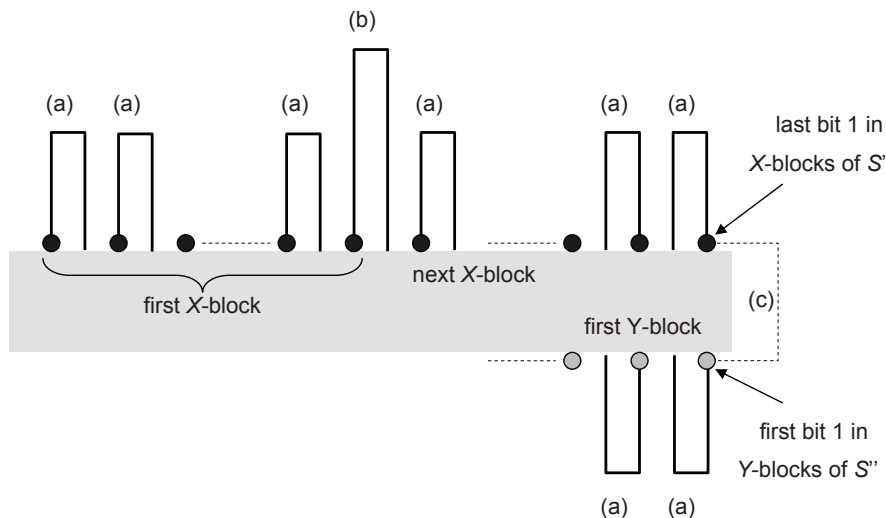 (b)
(a) (a) (a) (a) (a) (a)
last bit 1 in
X-blocks of S'
next X-block
first X-block
(c)
first Y-block
first bit 1 in
Y-blocks of S''
(a) (a)